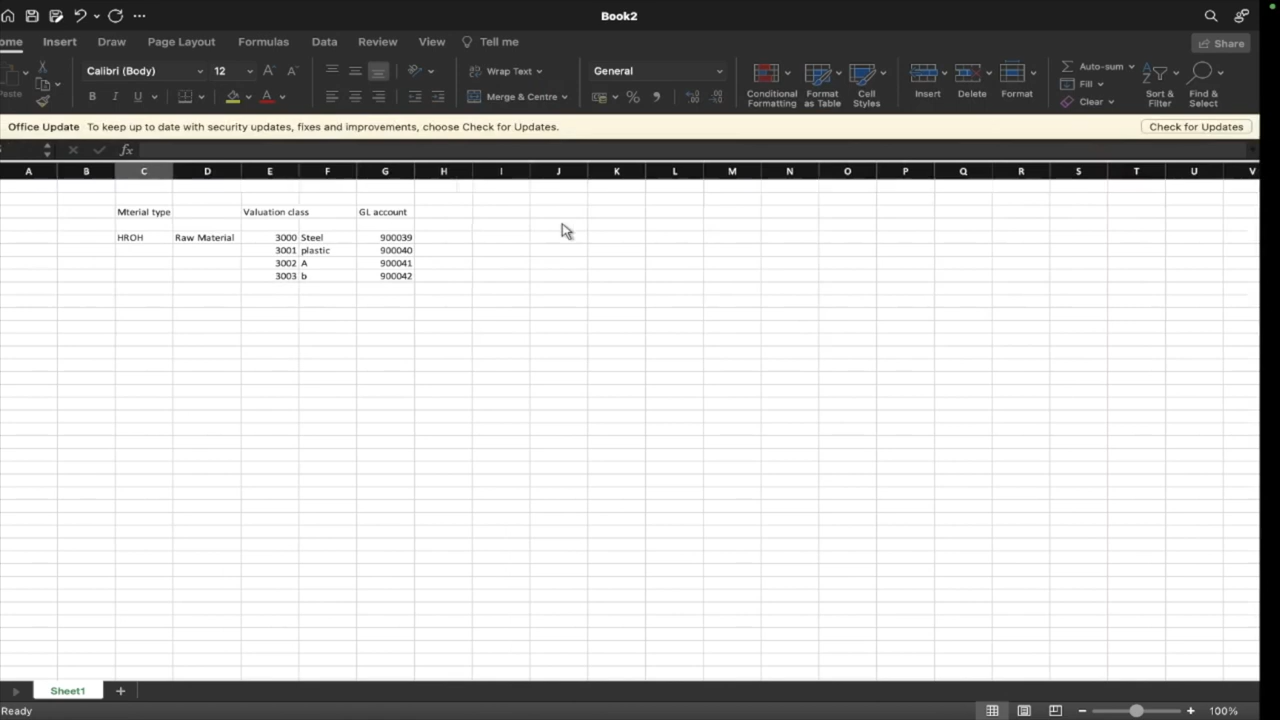 Book2
ome Insert Draw Page Layout Formulas Data Review View Tell me Share
Paste Calibri (Body) 12 A A Wrap Text General Conditional Formatting Format as Table Cell Styles Insert Delete Format Auto-sum Fill Clear Sort & Filter Find & Select
B I U A Merge & Centre %
Office Update To keep up to date with security updates, fixes and improvements, choose Check for Updates. Check for Updates
fx
A B C D E F G H I J K L M N O P Q R S T U V
Mterial type Valuation class GL account
HROH Raw Material 3000 Steel 900039
3001 plastic 900040
3002 A 900041
3003 b 900042
Sheet1
Ready 100%